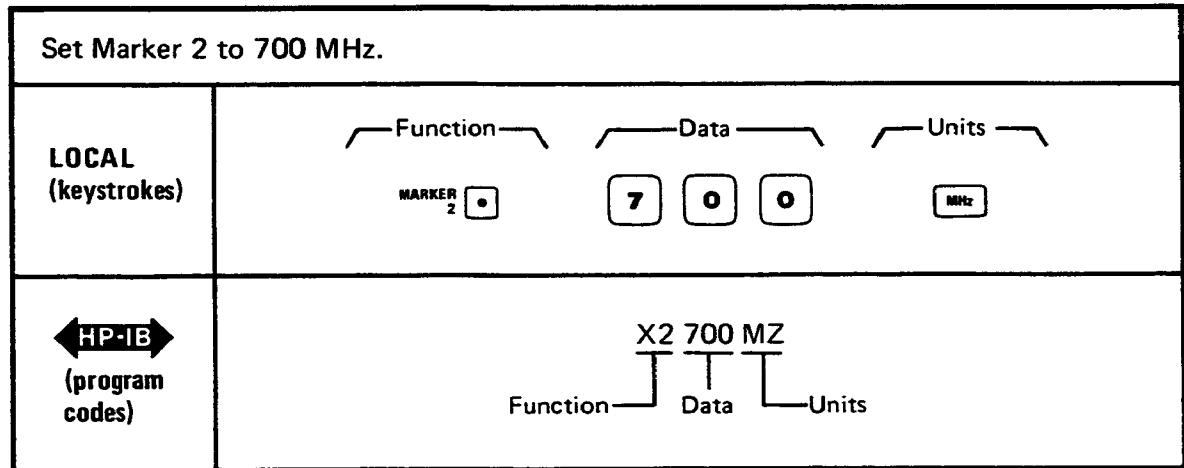 Set Marker 2 to 700 MHz.
LOCAL
(keystrokes)
Function
Data
Units
MARKER
2
7 0 0
MHz
HP-IB
(program
codes)
X2 700 MZ
Function Data Units